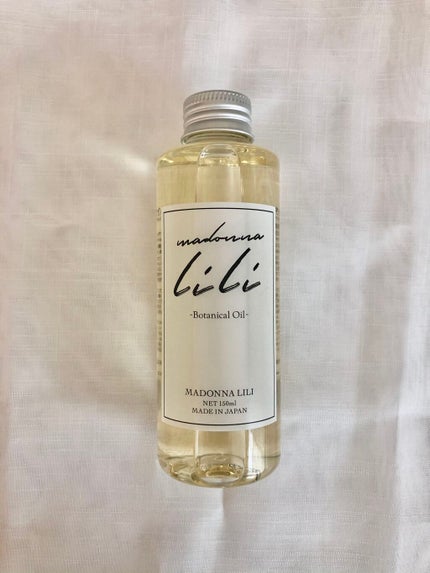 madonna
LiLi
-Botanical Oil-
MADONNA LILI
NET 150ml
MADE IN JAPAN